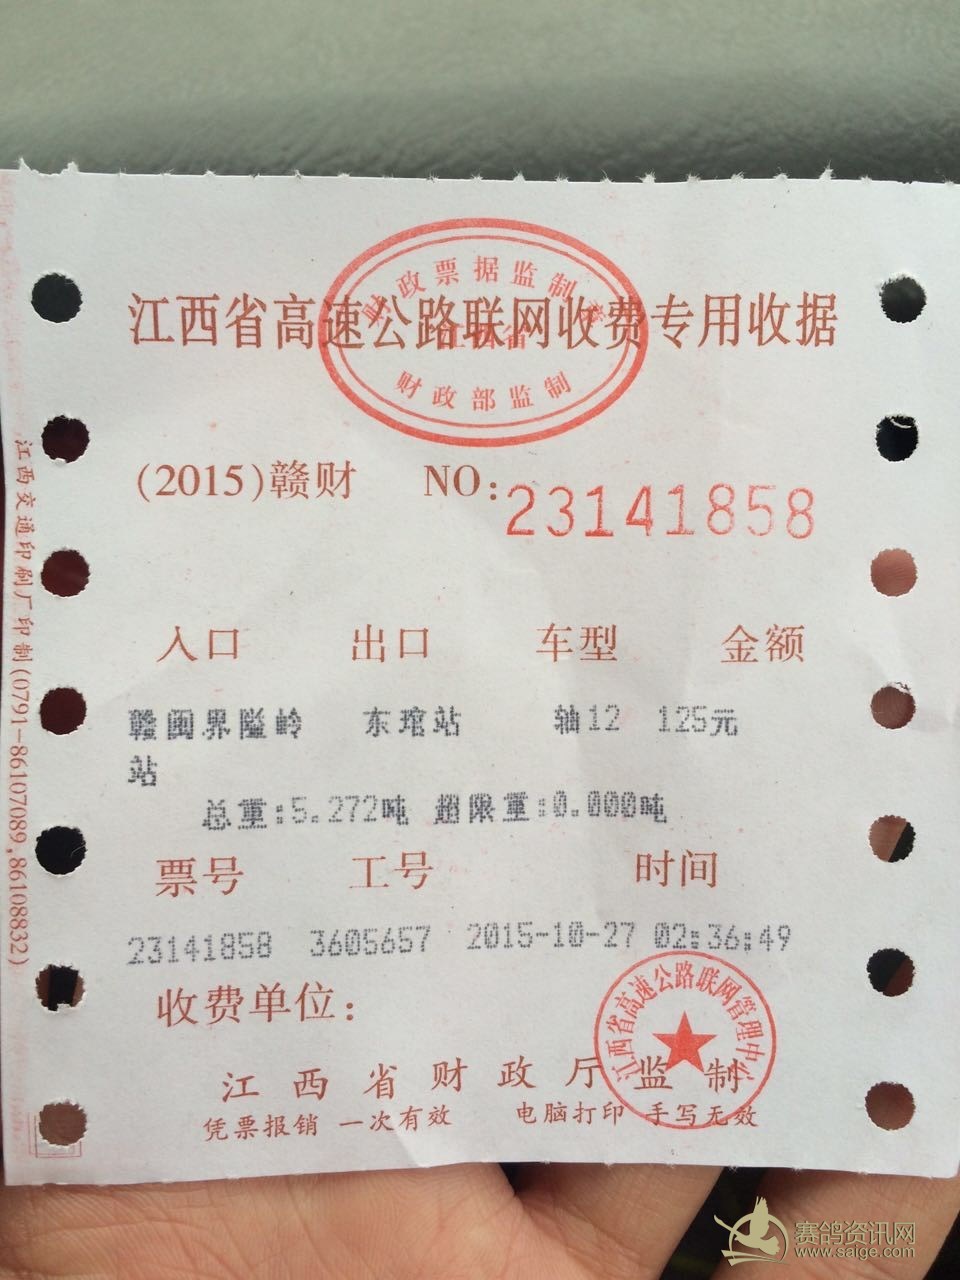 财政票据监制章
江西省
财政部监制
江西省高速公路联网收费专用收据
(2015)赣财 NO:23141858
入口 出口 车型 金额
赣闽界隘岭 东琯站 轴12 125元
站
总重:5.272吨 超限重:0.000吨
票号 工号 时间
23141858 3605657 2015-10-27 02:36:49
收费单位:
江西省高速公路联网管理中心
江西省财政厅监制
凭票报销 一次有效 电脑打印 手写无效
江西交通印刷厂印制(0791-86107089,86108832)
赛鸽资讯网
www.saige.com